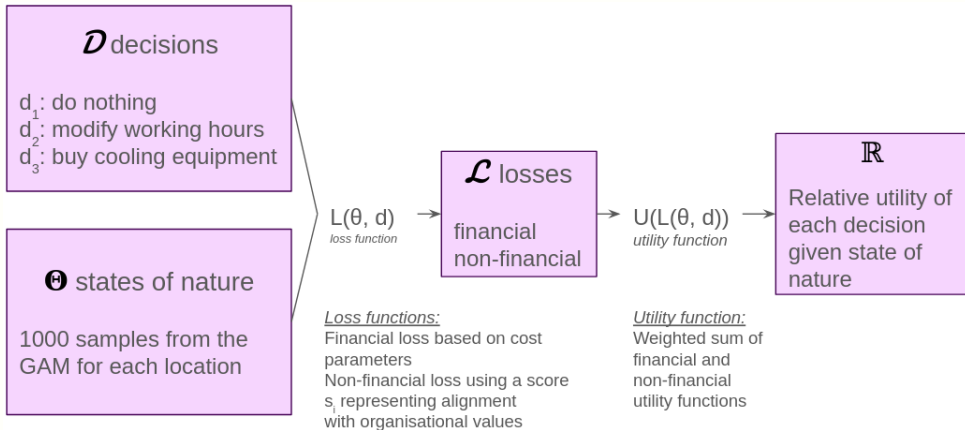 𝓓 decisions
d₁: do nothing
d₂: modify working hours
d₃: buy cooling equipment
Θ states of nature
1000 samples from the
GAM for each location
L(θ, d)
loss function
𝓛 losses
financial
non-financial
U(L(θ, d))
utility function
ℝ
Relative utility of
each decision
given state of
nature
Loss functions:
Financial loss based on cost
parameters
Non-financial loss using a score
sᵢ representing alignment
with organisational values
Utility function:
Weighted sum of
financial and
non-financial
utility functions